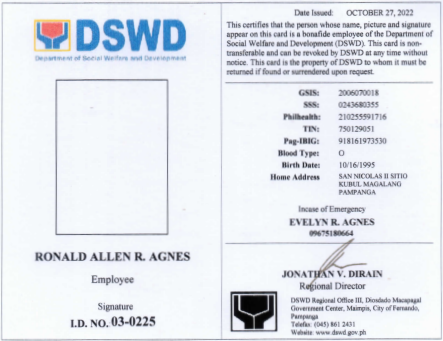 DSWD
Department of Social Welfare and Development
RONALD ALLEN R. AGNES
Employee
Signature
I.D. NO. 03-0225
Date Issued: OCTOBER 27, 2022
This certifies that the person whose name, picture and signature
appear on this card is a bonafide employee of the Department of
Social Welfare and Development (DSWD). This card is non-
transferable and can be revoked by DSWD at any time without
notice. This card is the property of DSWD to whom it must be
returned if found or surrendered upon request.
GSIS: 2006070018
SSS: 0243680355
Philhealth: 210255591716
TIN: 750129051
Pag-IBIG: 918161973530
Blood Type: O
Birth Date: 10/16/1995
Home Address SAN NICOLAS II SITIO
KUBUL MAGALANG
PAMPANGA
Incase of Emergency
EVELYN R. AGNES
09675180664
JONATHAN V. DIRAIN
Regional Director
DSWD Regional Office III, Diosdado Macapagal
Government Center, Maimpis, City of Fernando,
Pampanga
Telefax: (045) 861 2431
Website: www.dswd.gov.ph